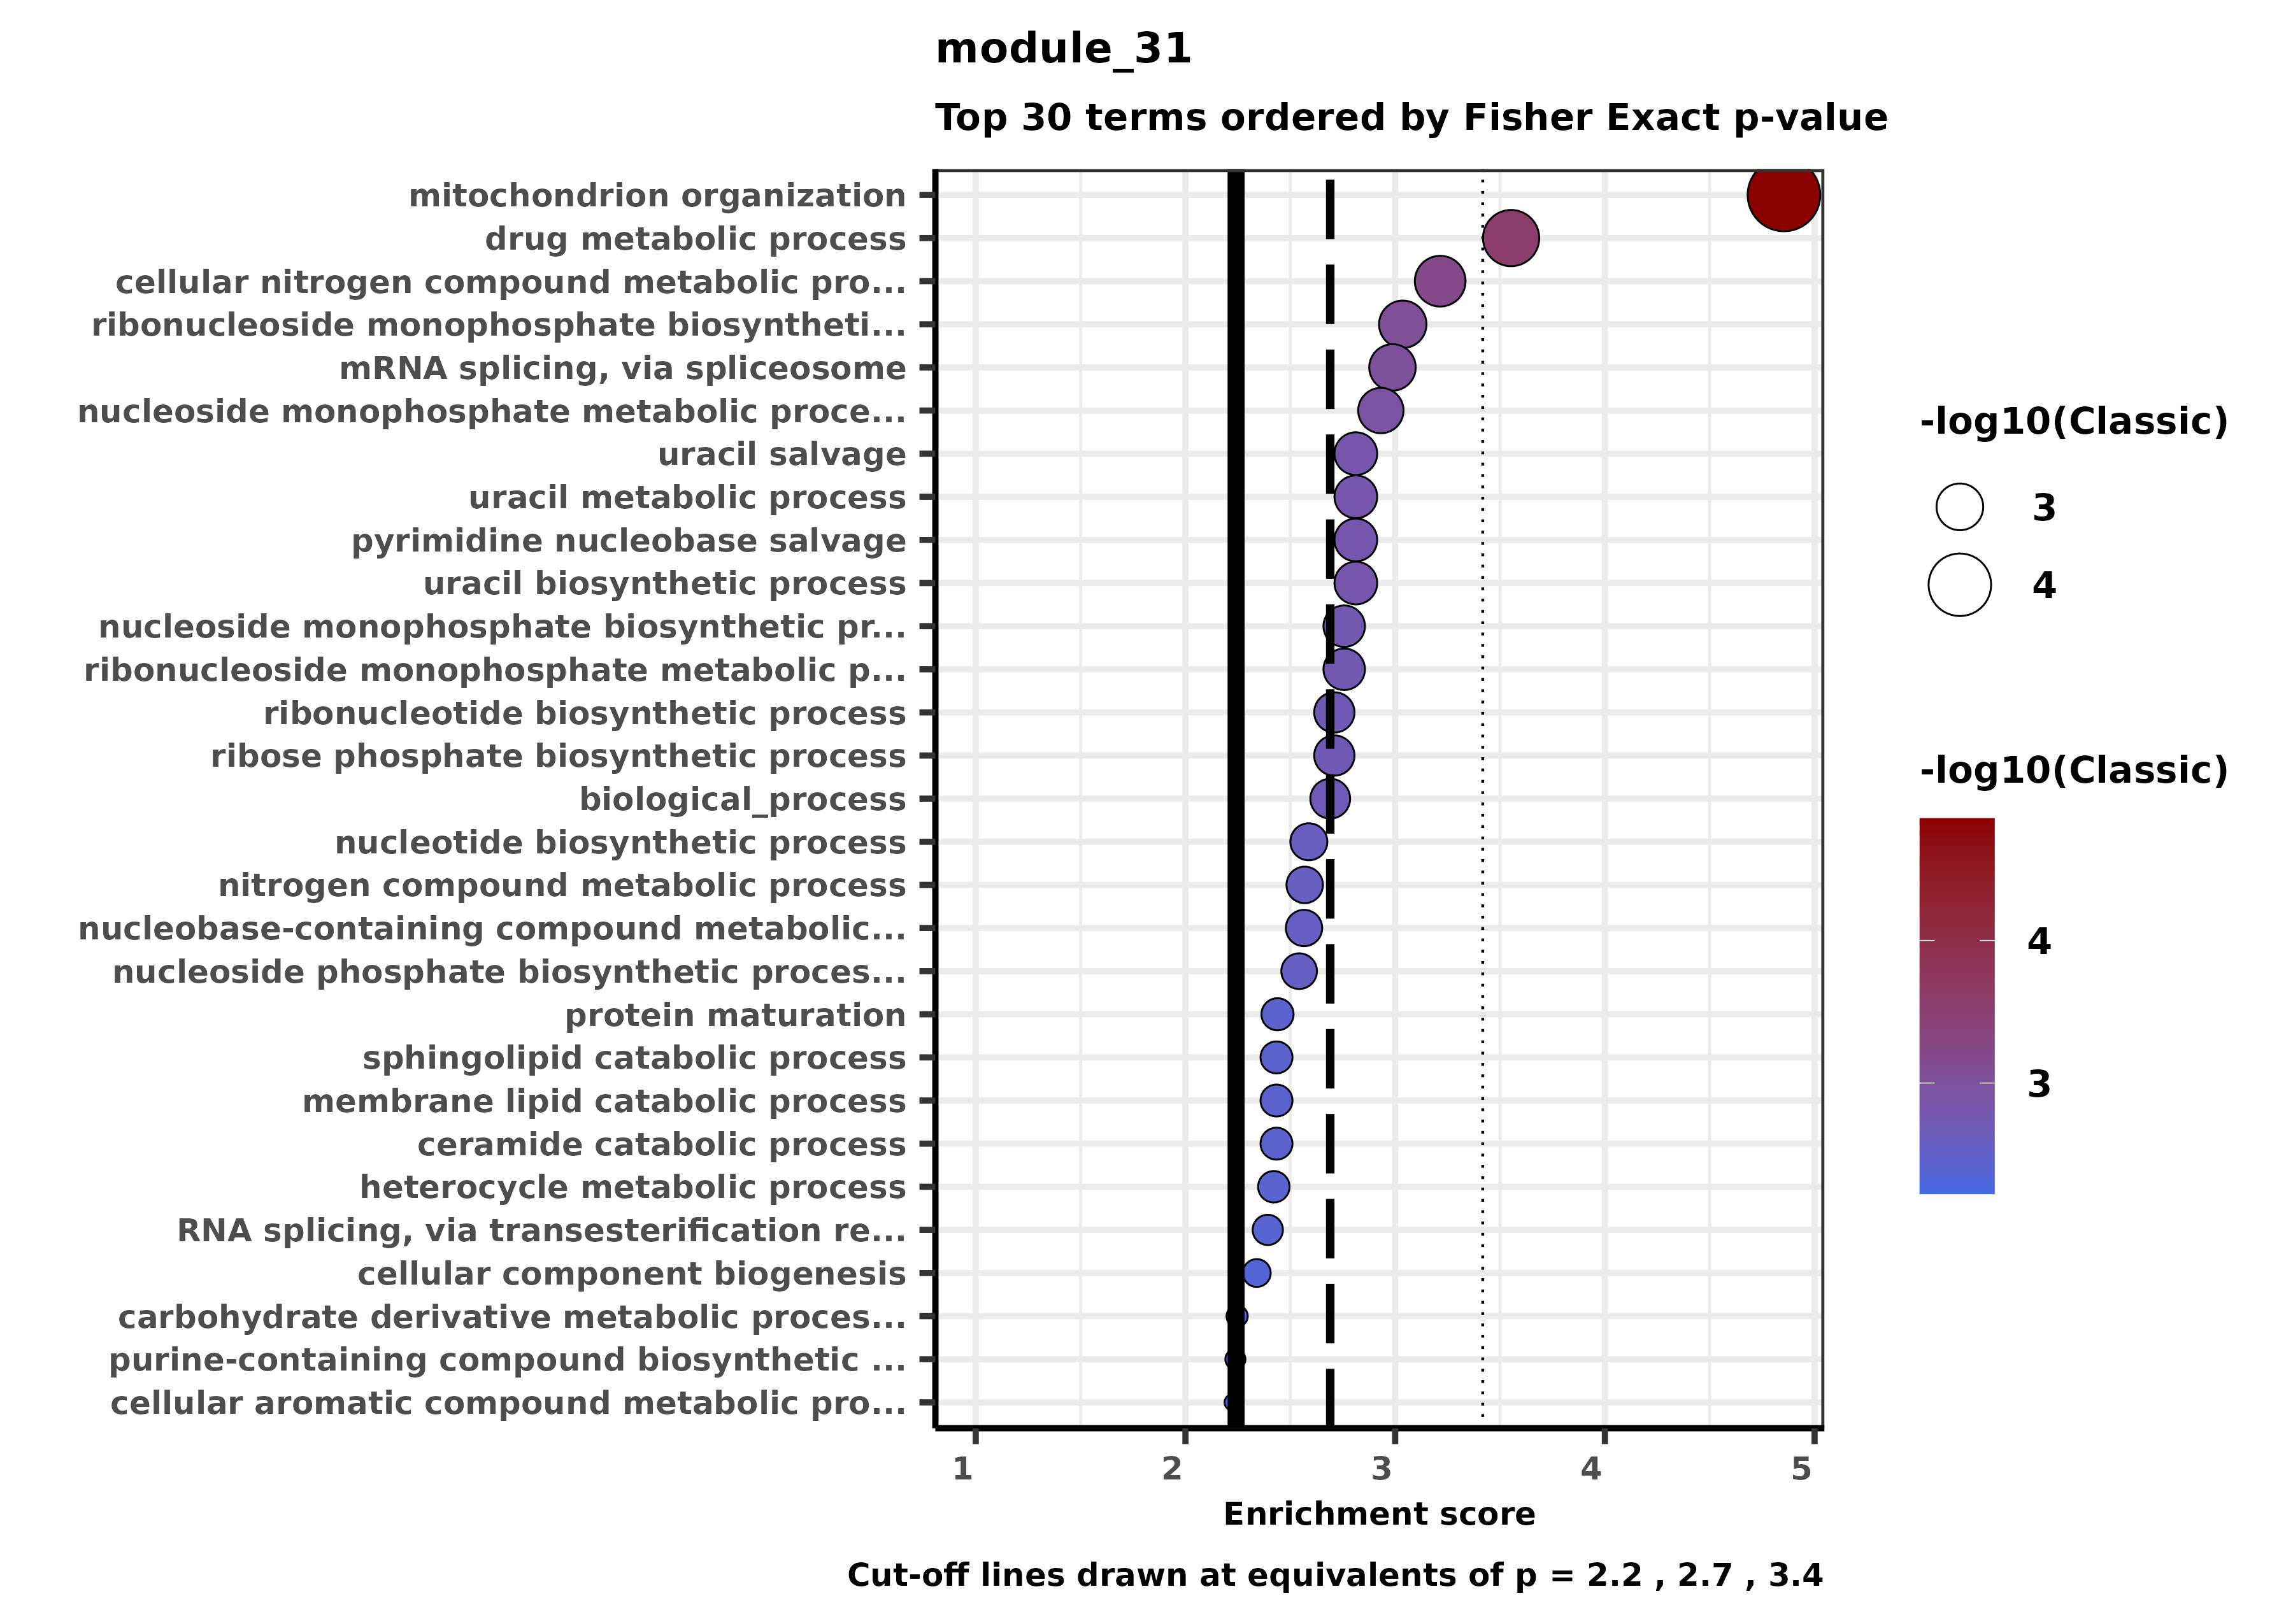 module_31
Top 30 terms ordered by Fisher Exact p-value
mitochondrion organization
drug metabolic process
cellular nitrogen compound metabolic pro...
ribonucleoside monophosphate biosyntheti...
mRNA splicing, via spliceosome
nucleoside monophosphate metabolic proce...
uracil salvage
uracil metabolic process
pyrimidine nucleobase salvage
uracil biosynthetic process
nucleoside monophosphate biosynthetic pr...
ribonucleoside monophosphate metabolic p...
ribonucleotide biosynthetic process
ribose phosphate biosynthetic process
biological_process
nucleotide biosynthetic process
nitrogen compound metabolic process
nucleobase-containing compound metabolic...
nucleoside phosphate biosynthetic proces...
protein maturation
sphingolipid catabolic process
membrane lipid catabolic process
ceramide catabolic process
heterocycle metabolic process
RNA splicing, via transesterification re...
cellular component biogenesis
carbohydrate derivative metabolic proces...
purine-containing compound biosynthetic ...
cellular aromatic compound metabolic pro...
1 2 3 4 5
Enrichment score
Cut-off lines drawn at equivalents of p = 2.2 , 2.7 , 3.4
-log10(Classic)
3
4
-log10(Classic)
4
3